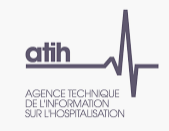 atih
AGENCE TECHNIQUE
DE L'INFORMATION
SUR L'HOSPITALISATION